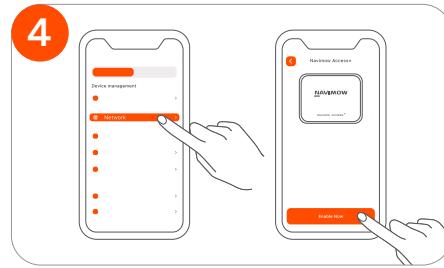 4
Device management
Network
Navimow Access+
NAVIMOW
Enable Now